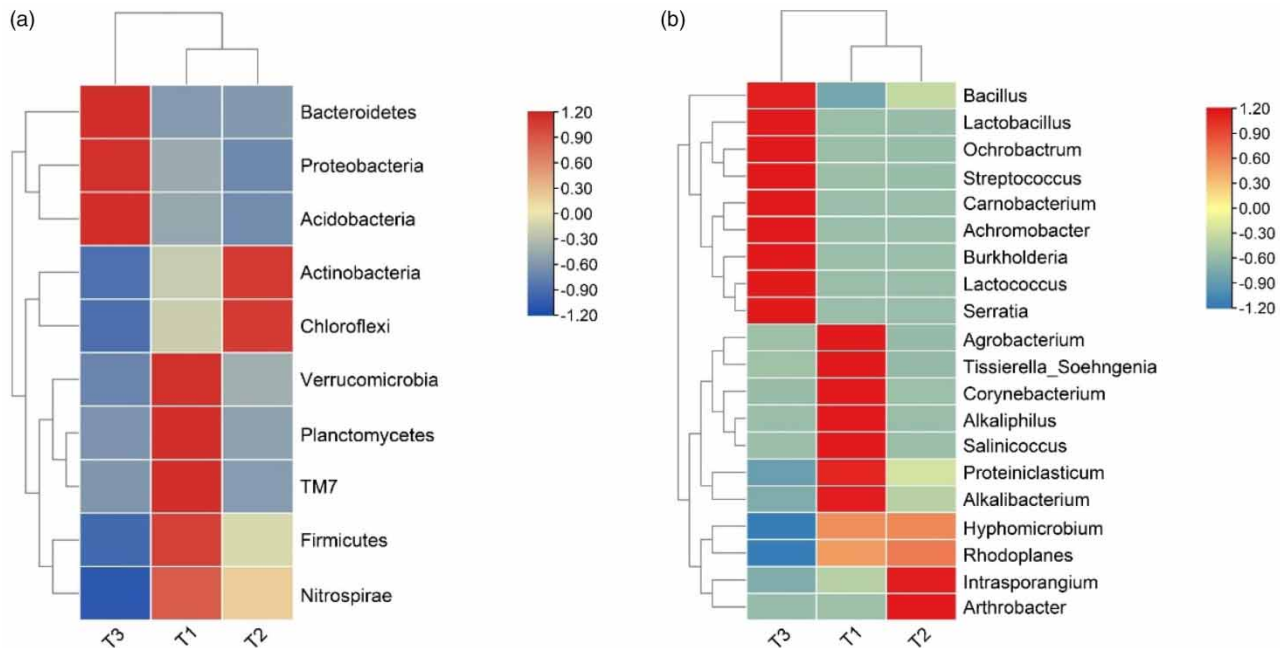 (a)
Bacteroidetes
Proteobacteria
Acidobacteria
Actinobacteria
Chloroflexi
Verrucomicrobia
Planctomycetes
TM7
Firmicutes
Nitrospirae
T3 T1 T2
1.20
0.90
0.60
0.30
0.00
-0.30
-0.60
-0.90
-1.20
(b)
Bacillus
Lactobacillus
Ochrobactrum
Streptococcus
Carnobacterium
Achromobacter
Burkholderia
Lactococcus
Serratia
Agrobacterium
Tissierella_Soehngenia
Corynebacterium
Alkaliphilus
Salinicoccus
Proteiniclasticum
Alkalibacterium
Hyphomicrobium
Rhodoplanes
Intrasporangium
Arthrobacter
T3 T1 T2
1.20
0.90
0.60
0.30
0.00
-0.30
-0.60
-0.90
-1.20